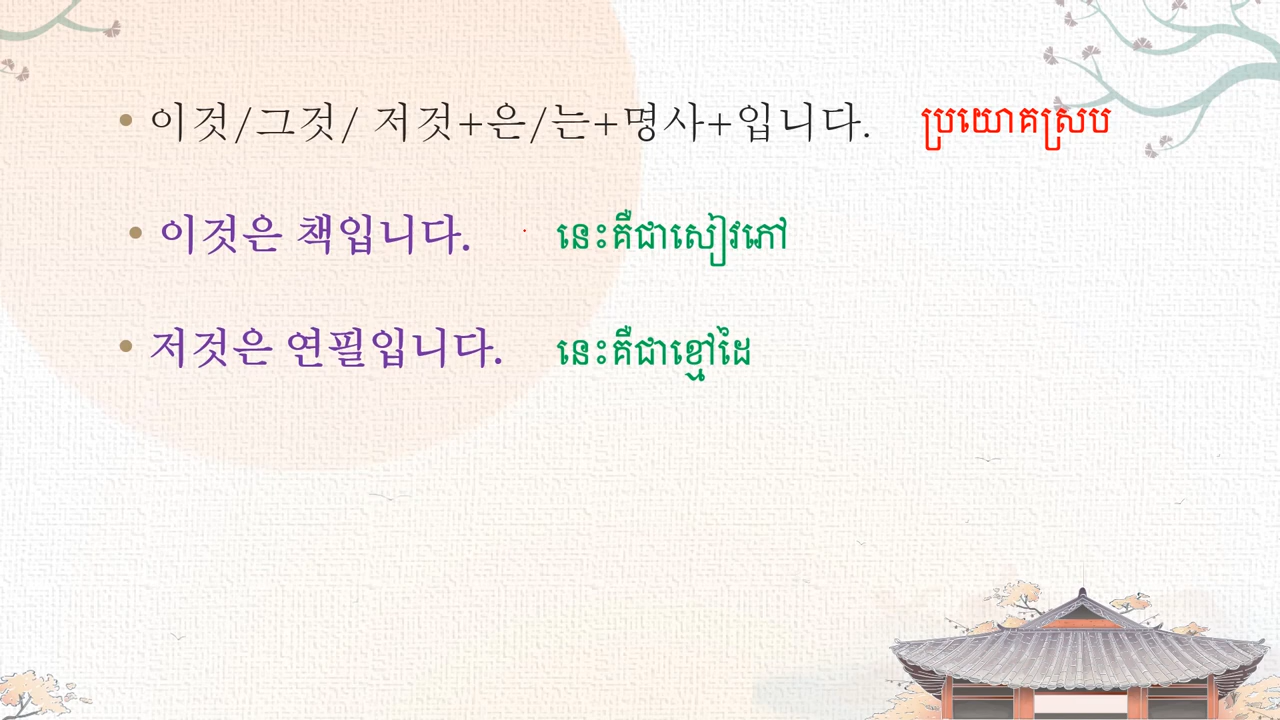 • 이것/그것/ 저것+은/는+명사+입니다. ប្រយោគស្រប
• 이것은 책입니다. នេះគឺជាសៀវភៅ
• 저것은 연필입니다. នេះគឺជាខ្មៅដៃ